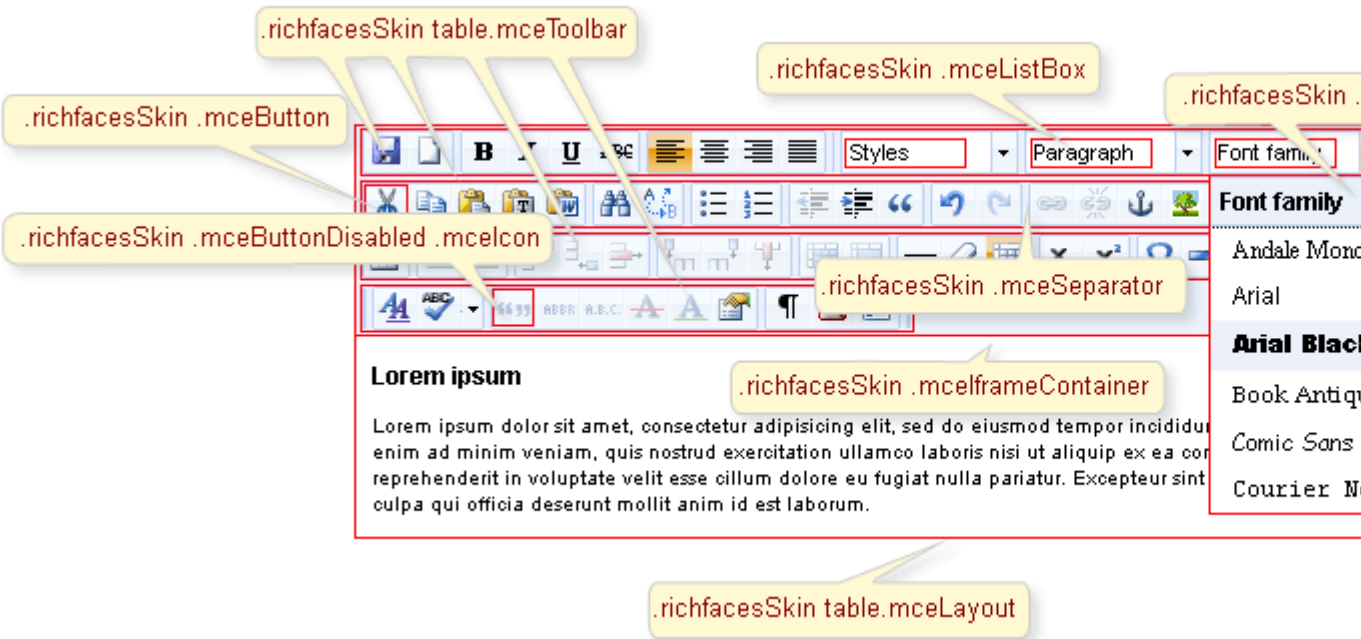 .richfacesSkin table.mceToolbar
.richfacesSkin .mceListBox
.richfacesSkin .
.richfacesSkin .mceButton
B U ABC Styles Paragraph Font family
Font family
.richfacesSkin .mceButtonDisabled .mceIcon
Andale Mono
.richfacesSkin .mceSeparator
Arial
ABC ABBR A.B.C. A A ¶
Arial Black
Lorem ipsum
.richfacesSkin .mceIframeContainer
Book Antiqu
Lorem ipsum dolor sit amet, consectetur adipisicing elit, sed do eiusmod tempor incididu
enim ad minim veniam, quis nostrud exercitation ullamco laboris nisi ut aliquip ex ea cor
Comic Sans
reprehenderit in voluptate velit esse cillum dolore eu fugiat nulla pariatur. Excepteur sint
culpa qui officia deserunt mollit anim id est laborum.
Courier Ne
.richfacesSkin table.mceLayout